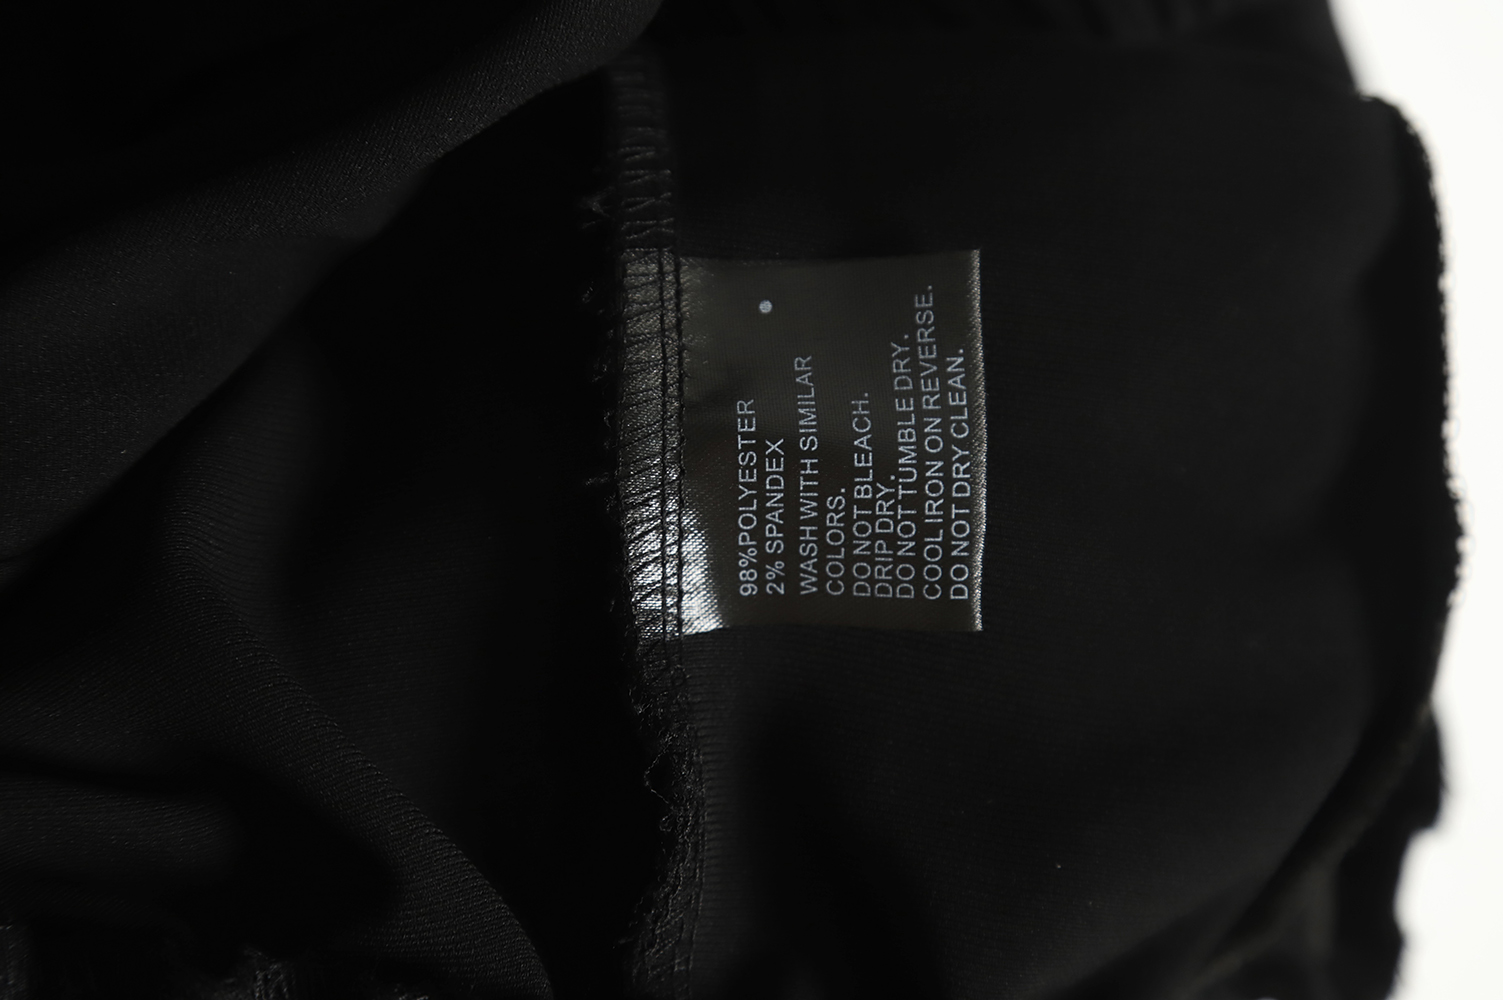 98%POLYESTER
2% SPANDEX
WASH WITH SIMILAR
COLORS.
DO NOT BLEACH.
DRIP DRY.
DO NOT TUMBLE DRY.
COOL IRON ON REVERSE.
DO NOT DRY CLEAN.